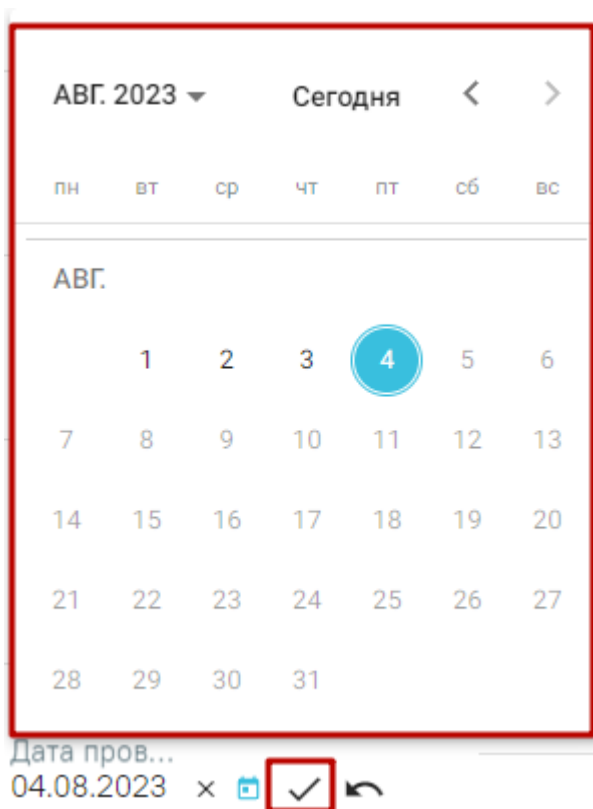 АВГ. 2023 Сегодня
пн вт ср чт пт сб вс
АВГ.
1 2 3 4 5 6
7 8 9 10 11 12 13
14 15 16 17 18 19 20
21 22 23 24 25 26 27
28 29 30 31
Дата пров...
04.08.2023